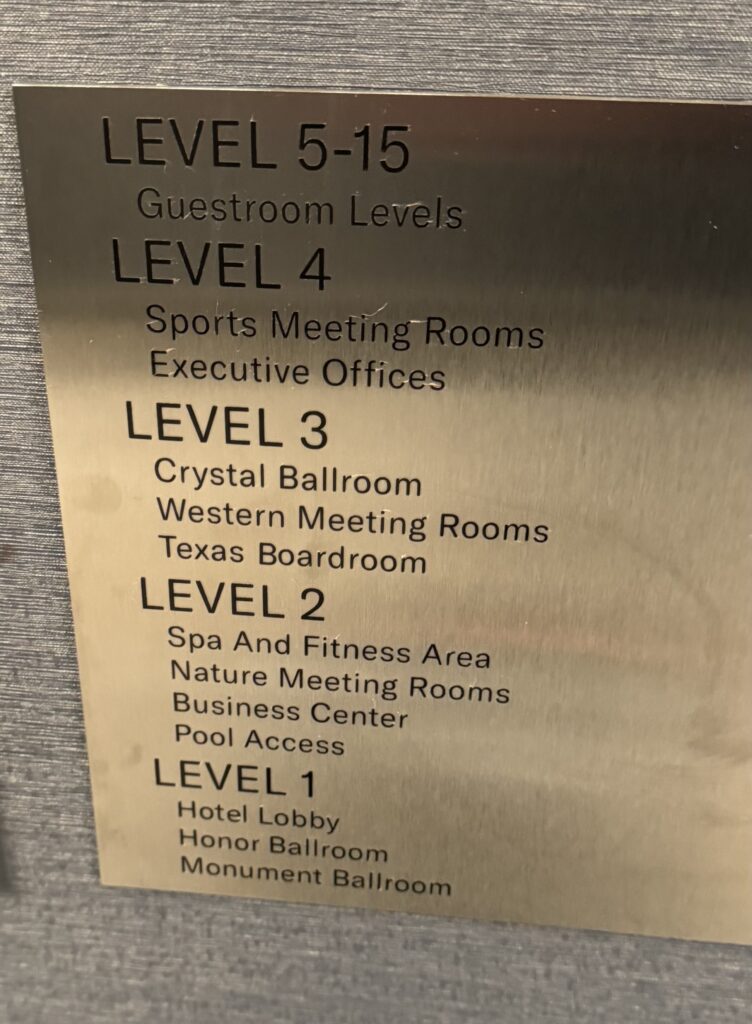 LEVEL 5-15
Guestroom Levels
LEVEL 4
Sports Meeting Rooms
Executive Offices
LEVEL 3
Crystal Ballroom
Western Meeting Rooms
Texas Boardroom
LEVEL 2
Spa And Fitness Area
Nature Meeting Rooms
Business Center
Pool Access
LEVEL 1
Hotel Lobby
Honor Ballroom
Monument Ballroom